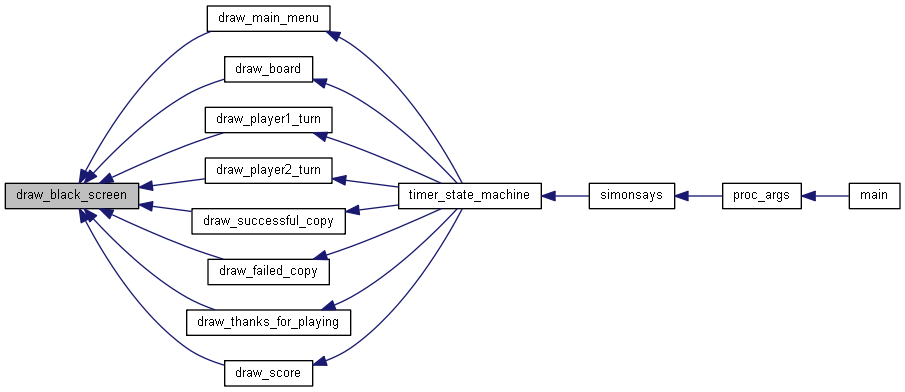 draw_main_menu
draw_board
draw_player1_turn
draw_player2_turn
draw_black_screen
timer_state_machine
simonsays
proc_args
main
draw_successful_copy
draw_failed_copy
draw_thanks_for_playing
draw_score